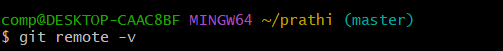 comp@DESKTOP-CAAC8BF MINGW64 ~/prathi (master)
$ git remote -v